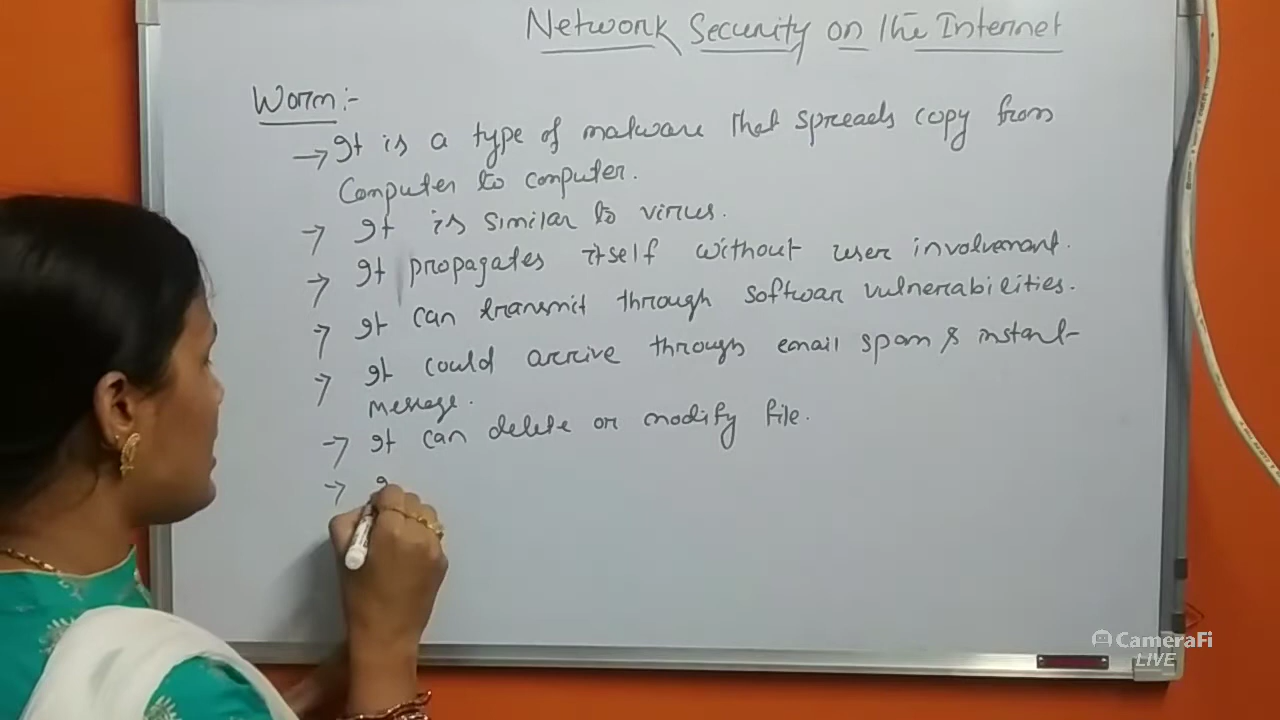 Network Security on the Internet
Worm:-
→ It is a type of malware that spreads copy from
Computer to computer.
→ It is similar to virus.
→ It propagates itself without user involvement.
→ It can transmit through softwar vulnerabilities.
→ It could arrive through email spam & instant-
message.
→ It can delete or modify file.
→
CameraFi
LIVE